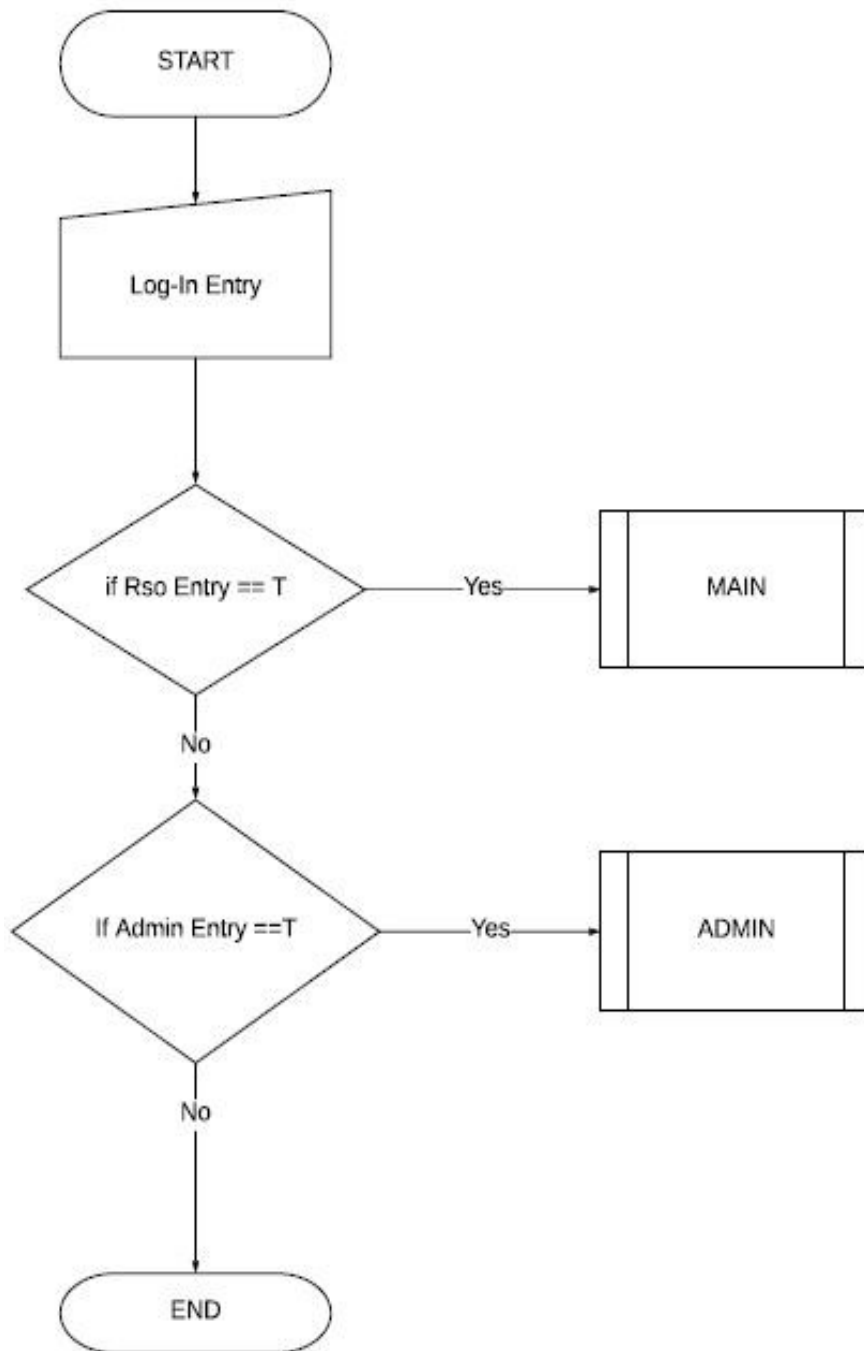 START
Log-In Entry
if Rso Entry == T
Yes
MAIN
No
If Admin Entry ==T
Yes
ADMIN
No
END